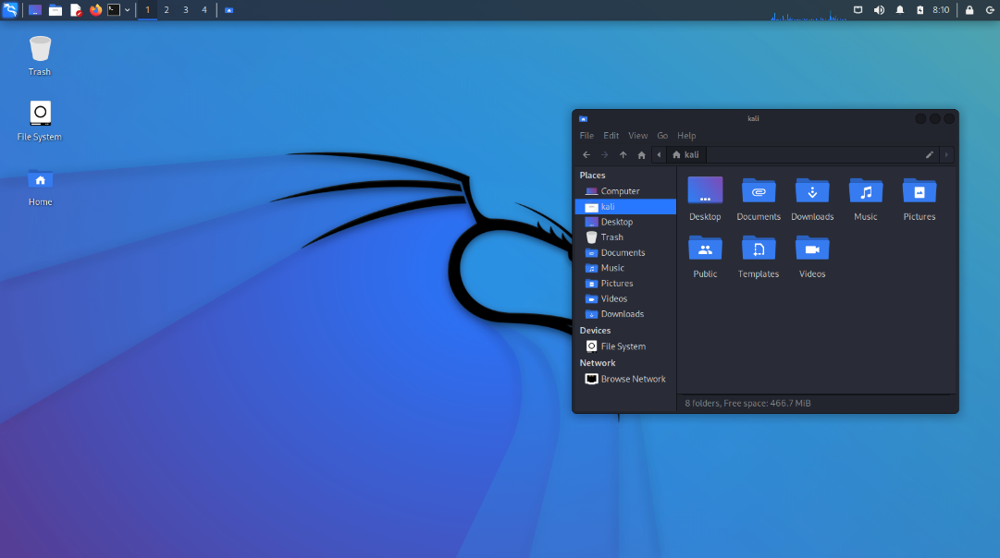 1 2 3 4 8:10
Trash
File System
Home
kali
File Edit View Go Help
kali
Places
Computer
kali
Desktop
Trash
Documents
Music
Pictures
Videos
Downloads
Devices
File System
Network
Browse Network
Desktop Documents Downloads Music Pictures
Public Templates Videos
8 folders, Free space: 466.7 MiB